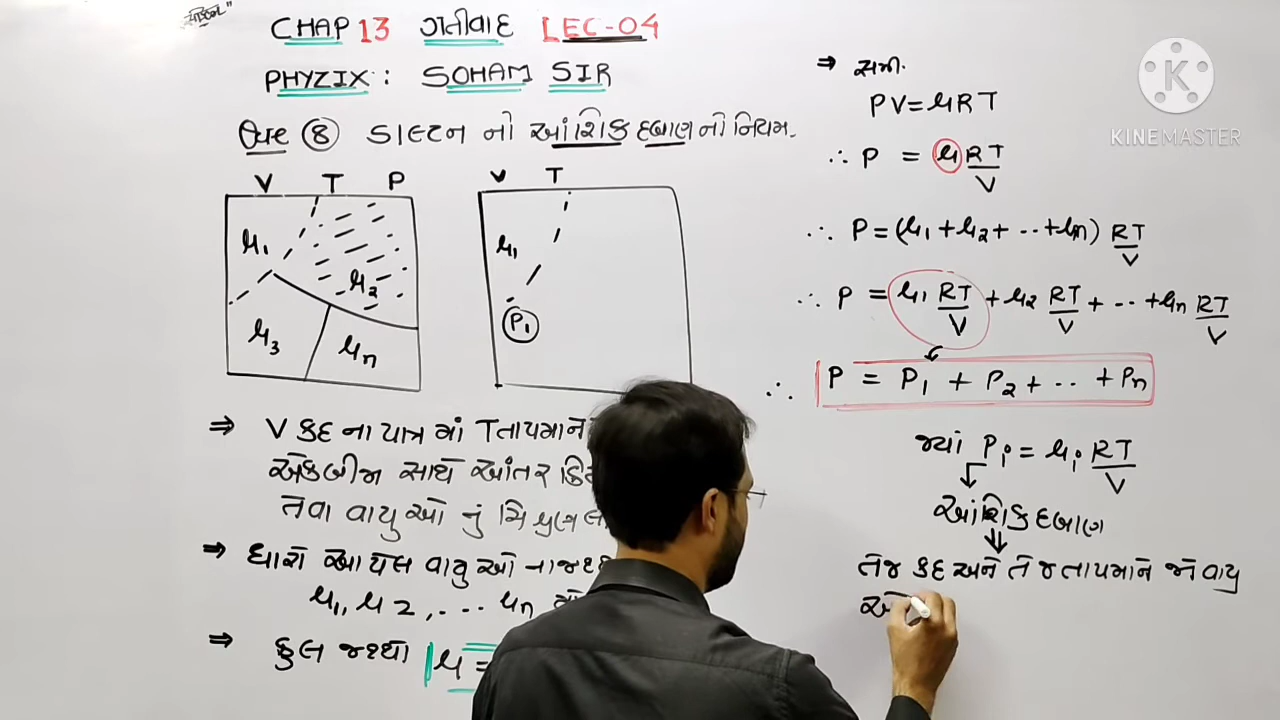 CHAP 13 ગતીવાદ LEC-04
PHYZIX : SOHAM SIR
પ્રશ્ન ⑧ ડાલ્ટન નો આંશિક દબાણ નો નિયમ.
V T P
μ1
μ2
μ3
μn
V T
μ1
P1
⇒ V કદ ના પાત્ર માં T તાપમાને
એકબીજા સાથે આંતર
તેવા વાયુઓ નું મિશ્રણ
⇒ ધારો આપેલ વાયુઓ ના
μ1, μ2, ... μn
⇒ કુલ જથ્થો μ =
⇒ સમી.
PV = μRT
∴ P = μRT/V
∴ P = (μ1 + μ2 + ... + μn) RT/V
∴ P = μ1 RT/V + μ2 RT/V + ... + μn RT/V
∴ P = P1 + P2 + ... + Pn
જ્યાં Pi = μi RT/V
આંશિક દબાણ
તેજ કદ અને તેજ તાપમાને જો વાયુ
KINEMASTER